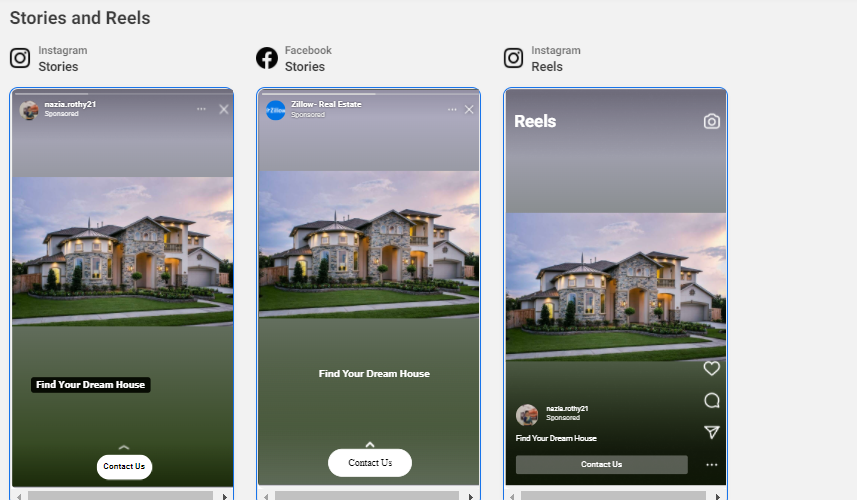 Stories and Reels
Instagram
Stories
Facebook
Stories
Instagram
Reels
nazia.rothy21
Sponsored
Find Your Dream House
Contact Us
Zillow- Real Estate
Sponsored
Find Your Dream House
Contact Us
Reels
nazia.rothy21
Sponsored
Find Your Dream House
Contact Us